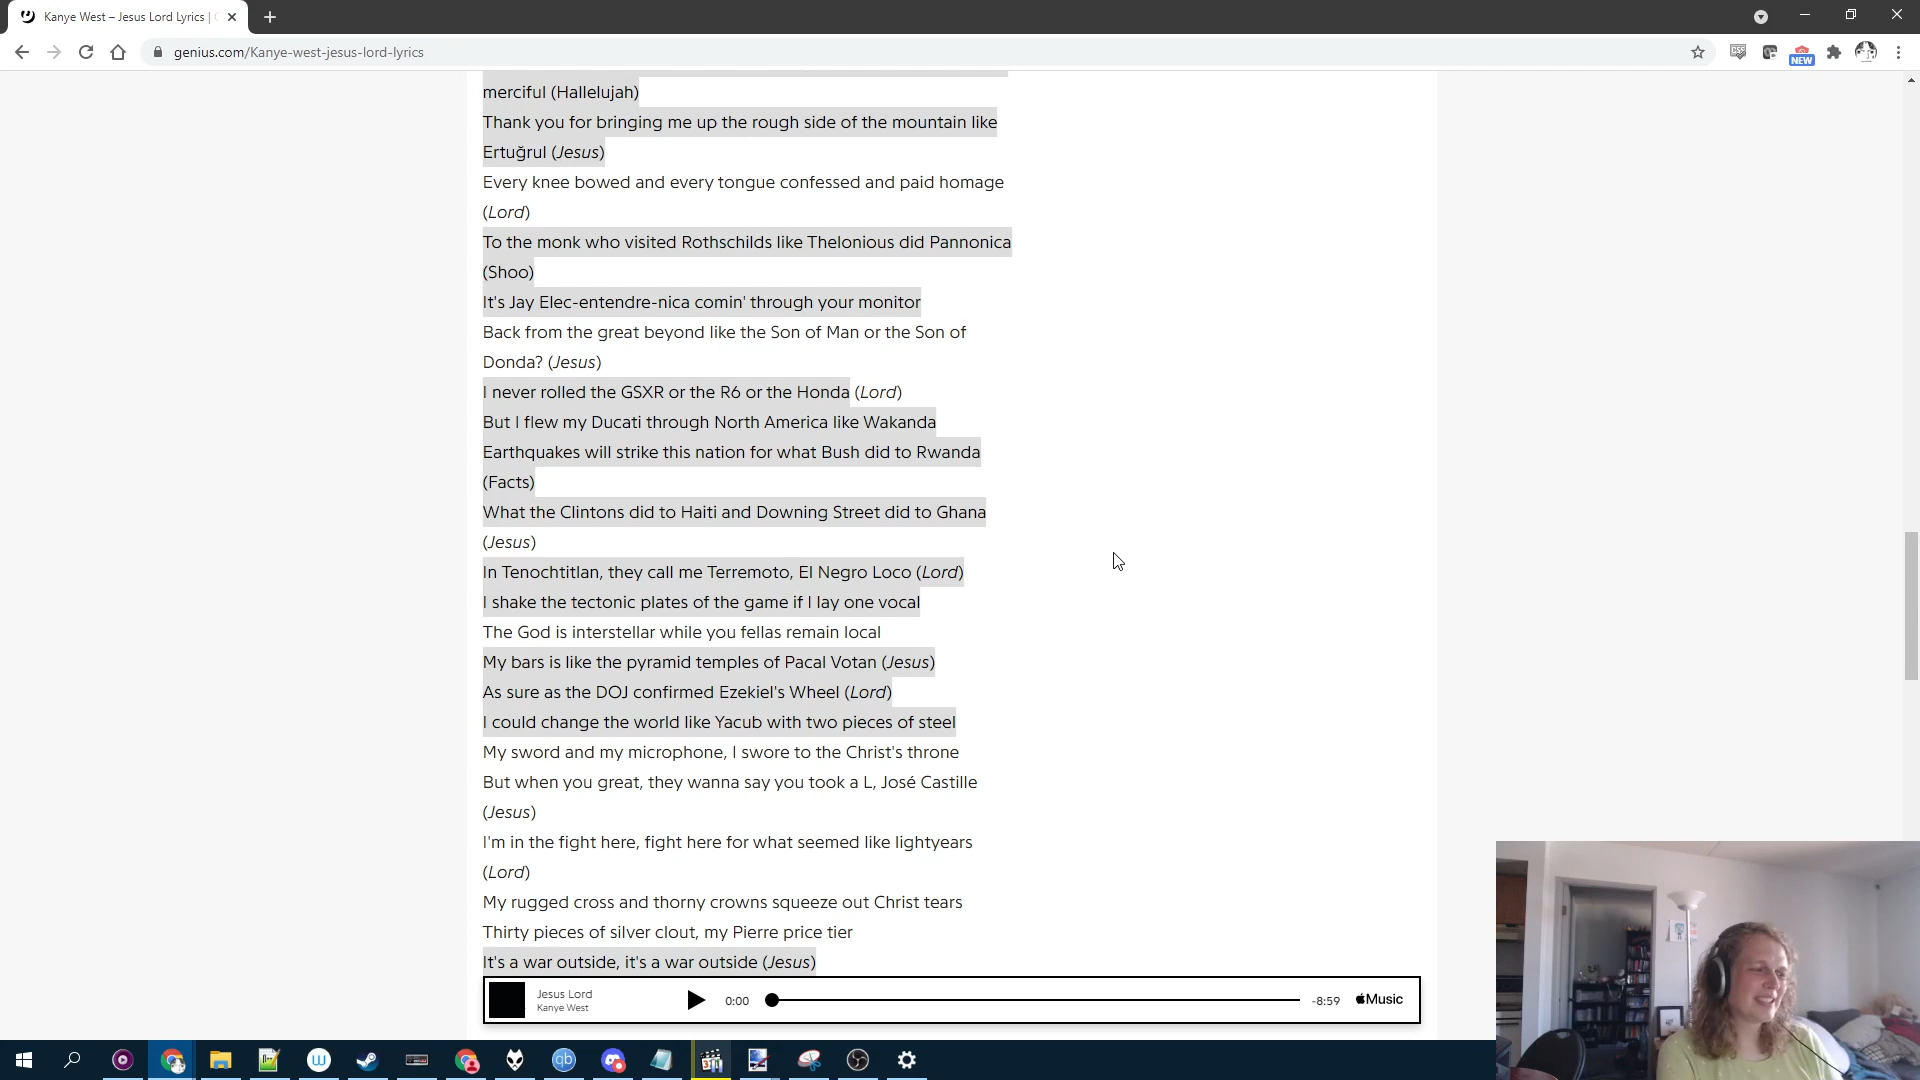 Kanye West – Jesus Lord Lyrics |
genius.com/Kanye-west-jesus-lord-lyrics
NEW
merciful (Hallelujah)
Thank you for bringing me up the rough side of the mountain like
Ertuğrul (Jesus)
Every knee bowed and every tongue confessed and paid homage
(Lord)
To the monk who visited Rothschilds like Thelonious did Pannonica
(Shoo)
It's Jay Elec-entendre-nica comin' through your monitor
Back from the great beyond like the Son of Man or the Son of
Donda? (Jesus)
I never rolled the GSXR or the R6 or the Honda (Lord)
But I flew my Ducati through North America like Wakanda
Earthquakes will strike this nation for what Bush did to Rwanda
(Facts)
What the Clintons did to Haiti and Downing Street did to Ghana
(Jesus)
In Tenochtitlan, they call me Terremoto, El Negro Loco (Lord)
I shake the tectonic plates of the game if I lay one vocal
The God is interstellar while you fellas remain local
My bars is like the pyramid temples of Pacal Votan (Jesus)
As sure as the DOJ confirmed Ezekiel's Wheel (Lord)
I could change the world like Yacub with two pieces of steel
My sword and my microphone, I swore to the Christ's throne
But when you great, they wanna say you took a L, José Castille
(Jesus)
I'm in the fight here, fight here for what seemed like lightyears
(Lord)
My rugged cross and thorny crowns squeeze out Christ tears
Thirty pieces of silver clout, my Pierre price tier
It's a war outside, it's a war outside (Jesus)
Jesus Lord
Kanye West
0:00
-8:59
Music